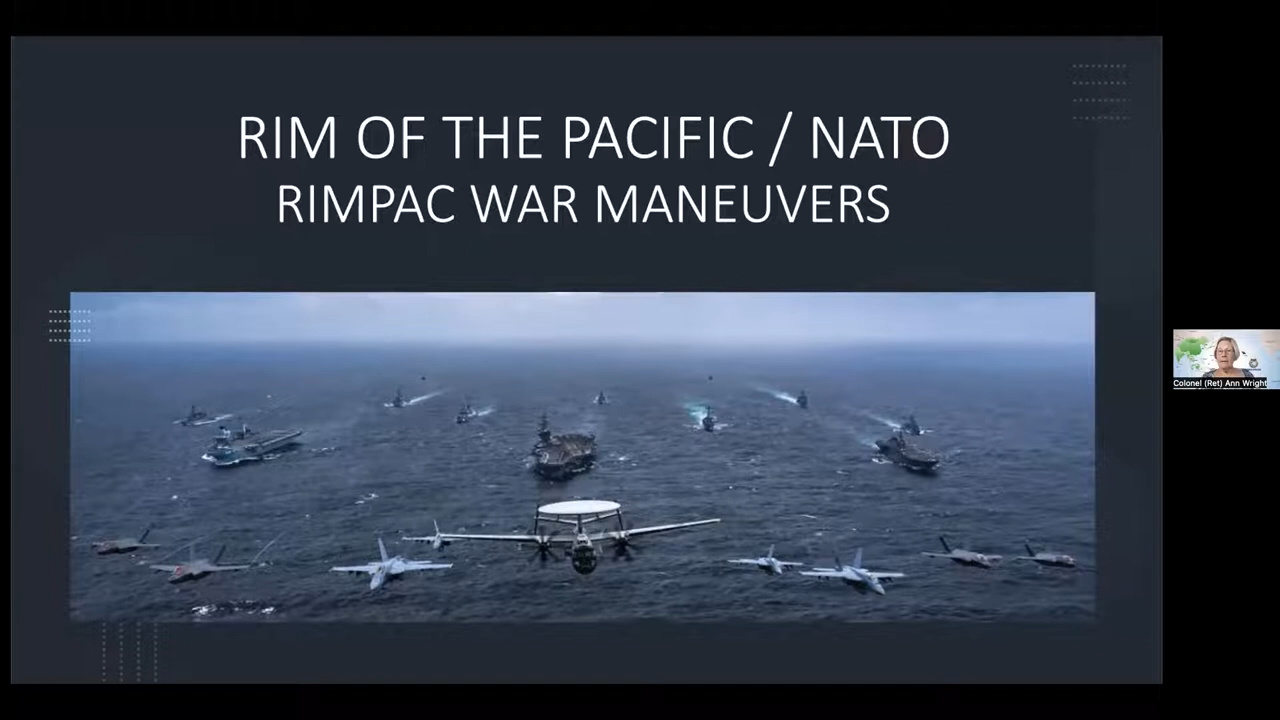 RIM OF THE PACIFIC / NATO
RIMPAC WAR MANEUVERS
Colonel (Ret) Ann Wright